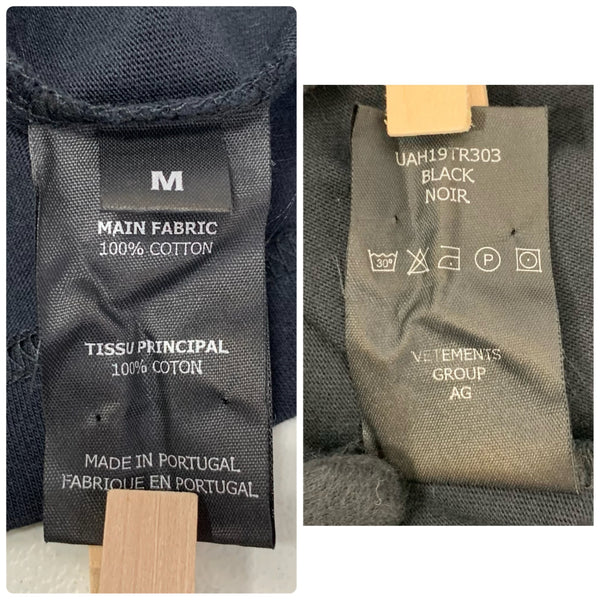 M
MAIN FABRIC
100% COTTON
TISSU PRINCIPAL
100% COTON
MADE IN PORTUGAL
FABRIQUE EN PORTUGAL
UAH19TR303
BLACK
NOIR
30°
P
VETEMENTS
GROUP
AG